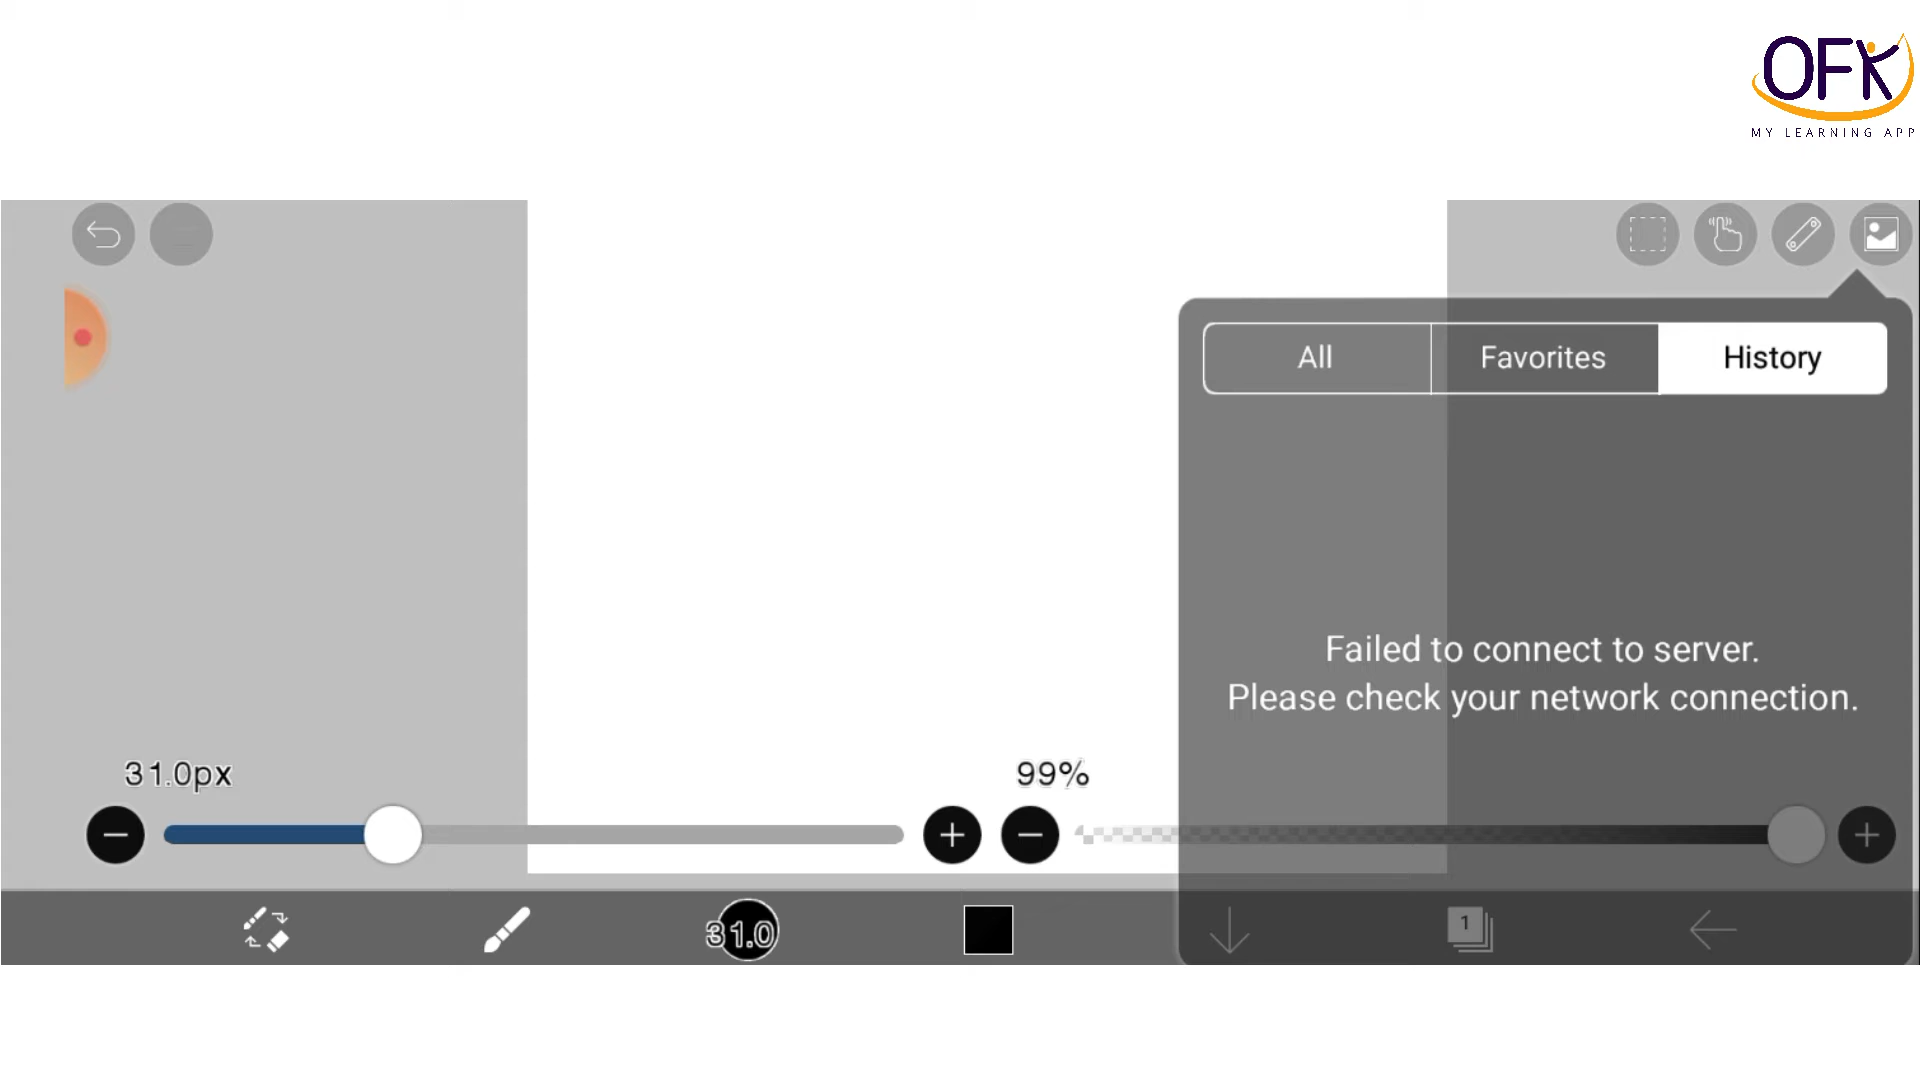 OFK
MY LEARNING APP
All
Favorites
History
Failed to connect to server.
Please check your network connection.
31.0px
99%
31.0
1